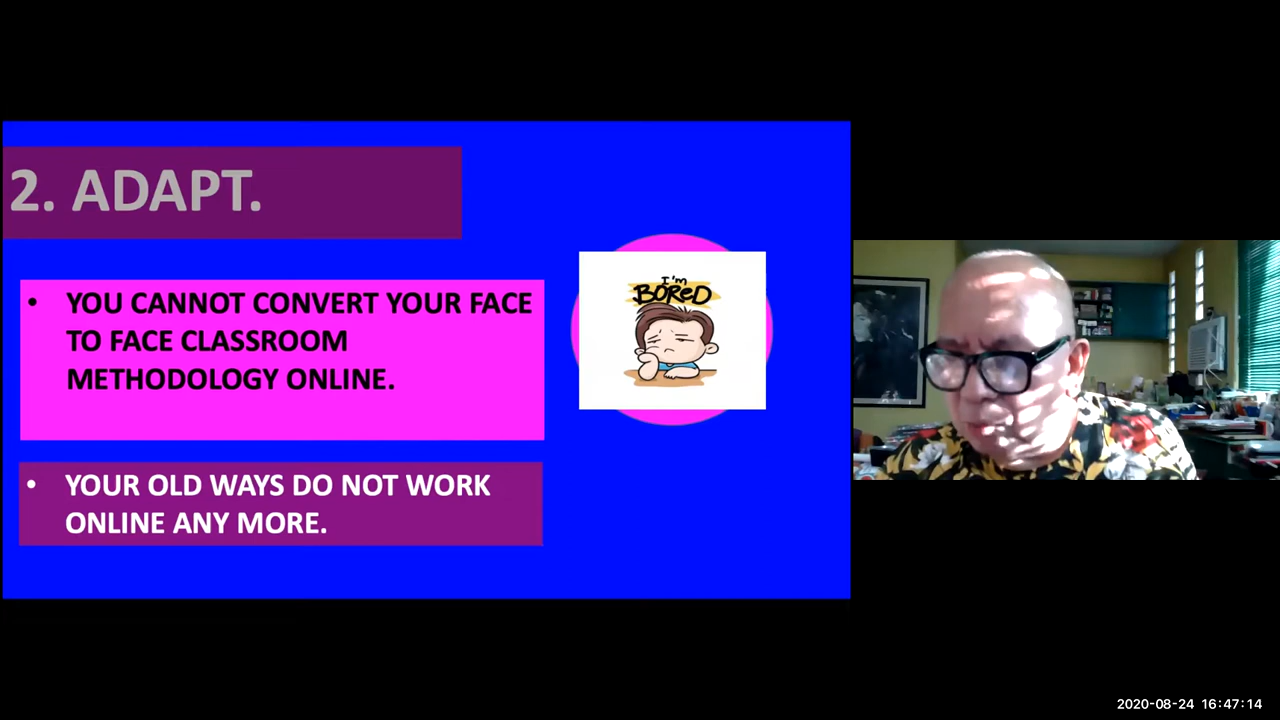 2. ADAPT.
• YOU CANNOT CONVERT YOUR FACE
TO FACE CLASSROOM
METHODOLOGY ONLINE.
I'm
BORED
• YOUR OLD WAYS DO NOT WORK
ONLINE ANY MORE.
2020-08-24 16:47:14